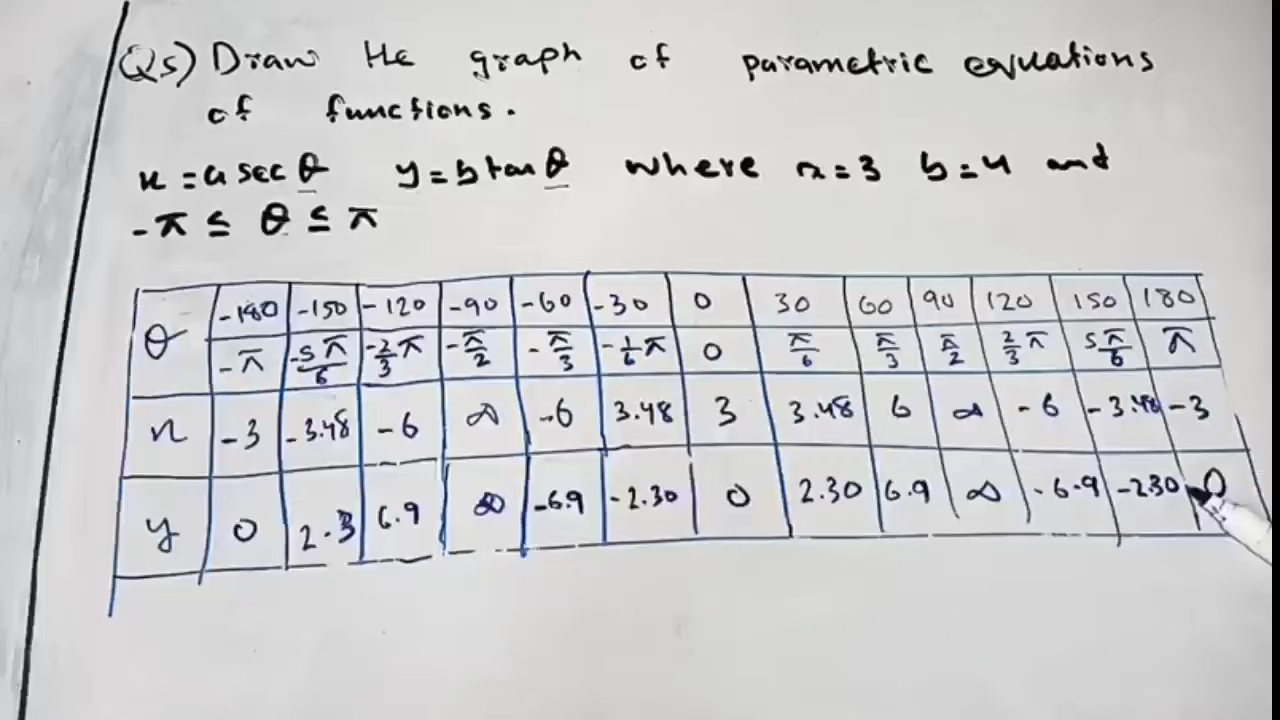 Q5) Draw the graph of parametric equations
of functions.
x = a sec θ y = b tan θ where a = 3 b = 4 and
-π ≤ θ ≤ π
θ -180 -150 -120 -90 -60 -30 0 30 60 90 120 150 180
-π -5π/6 -2/3 π -π/2 -π/3 -1/6 π 0 π/6 π/3 π/2 2/3 π 5π/6 π
x -3 -3.48 -6 ∞ -6 3.48 3 3.48 6 ∞ -6 -3.48 -3
y 0 2.3 6.9 ∞ -6.9 -2.30 0 2.30 6.9 ∞ -6.9 -2.30 0